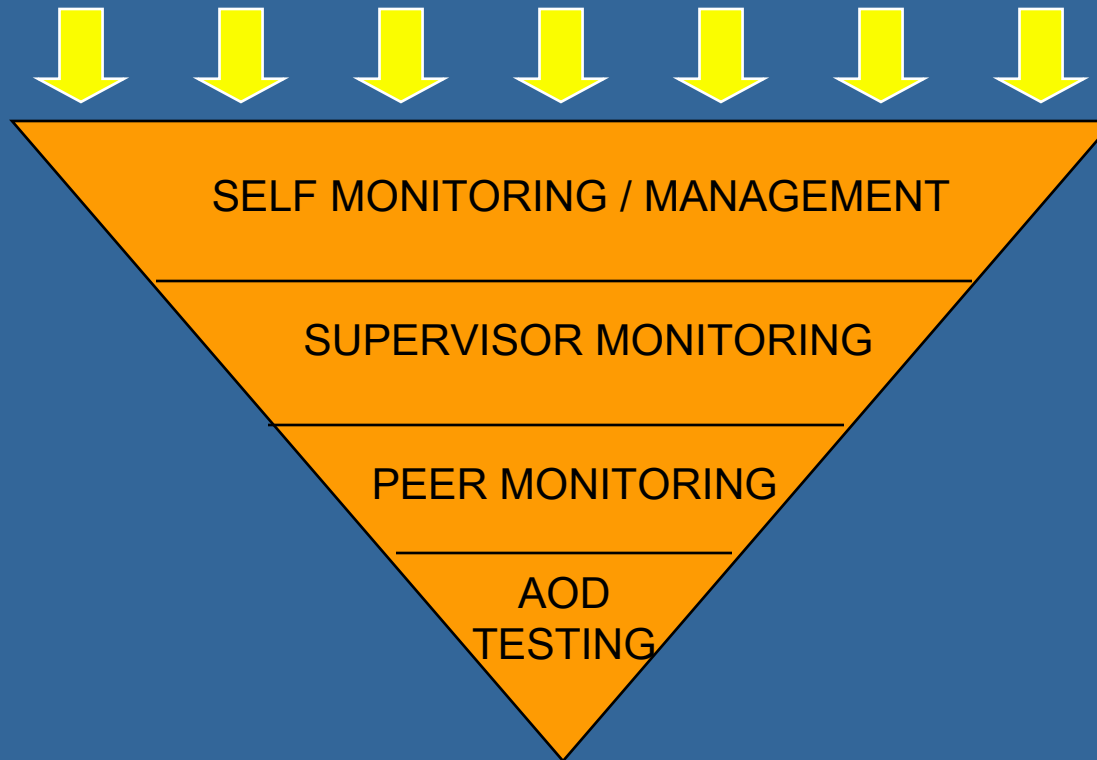 SELF MONITORING / MANAGEMENT
SUPERVISOR MONITORING
PEER MONITORING
AOD
TESTING